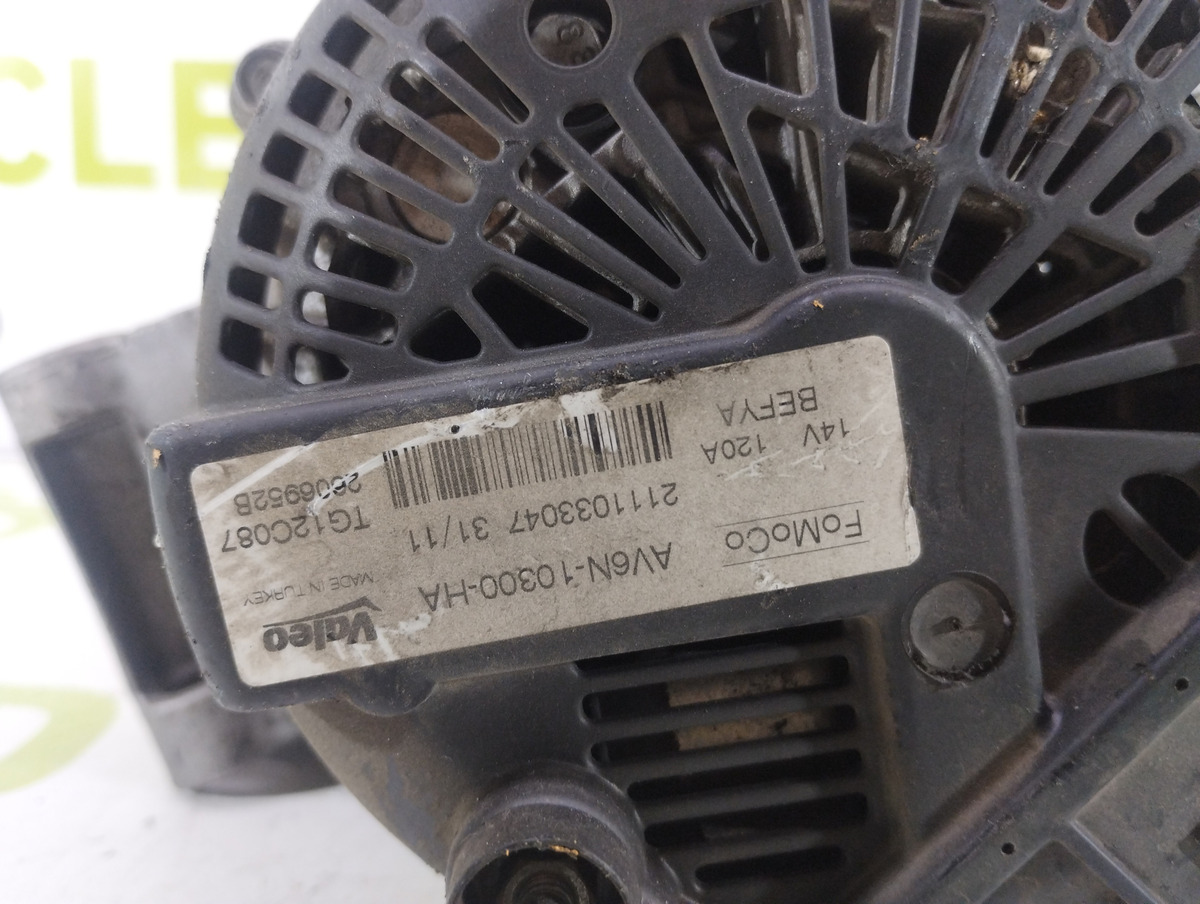 Valeo
MADE IN TURKEY
AV6N-10300-HA
FoMoCo
TG12C087
2111033047 31/11
2606952B
14V 120A
BEFYA
CLE